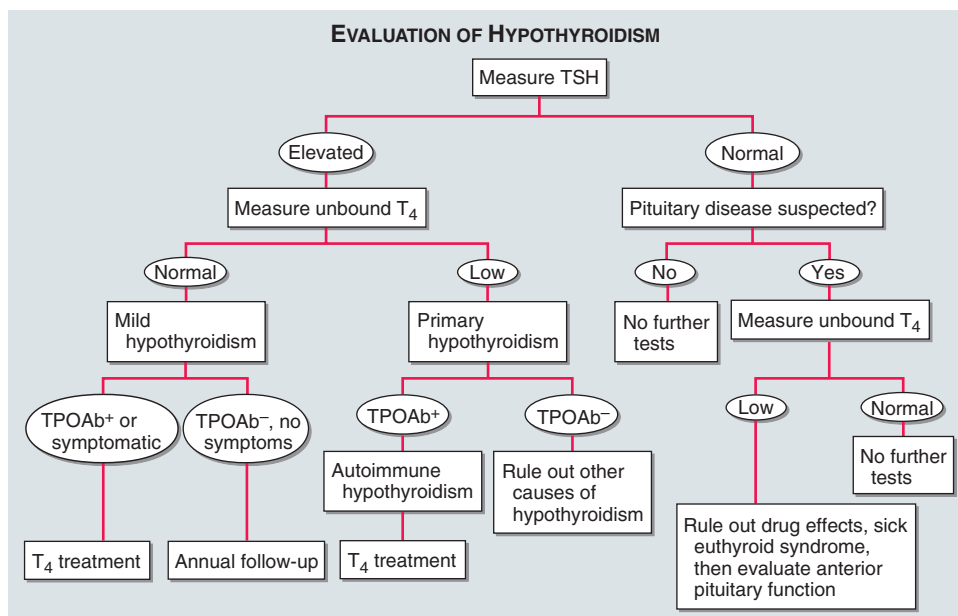 EVALUATION OF HYPOTHYROIDISM
Measure TSH
Elevated
Normal
Measure unbound T₄
Pituitary disease suspected?
Normal
Low
No
Yes
Mild
hypothyroidism
Primary
hypothyroidism
No further
tests
Measure unbound T₄
TPOAb⁺ or
symptomatic
TPOAb⁻, no
symptoms
TPOAb⁺
TPOAb⁻
Low
Normal
Autoimmune
hypothyroidism
Rule out other
causes of
hypothyroidism
No further
tests
T₄ treatment
Annual follow-up
T₄ treatment
Rule out drug effects, sick
euthyroid syndrome,
then evaluate anterior
pituitary function